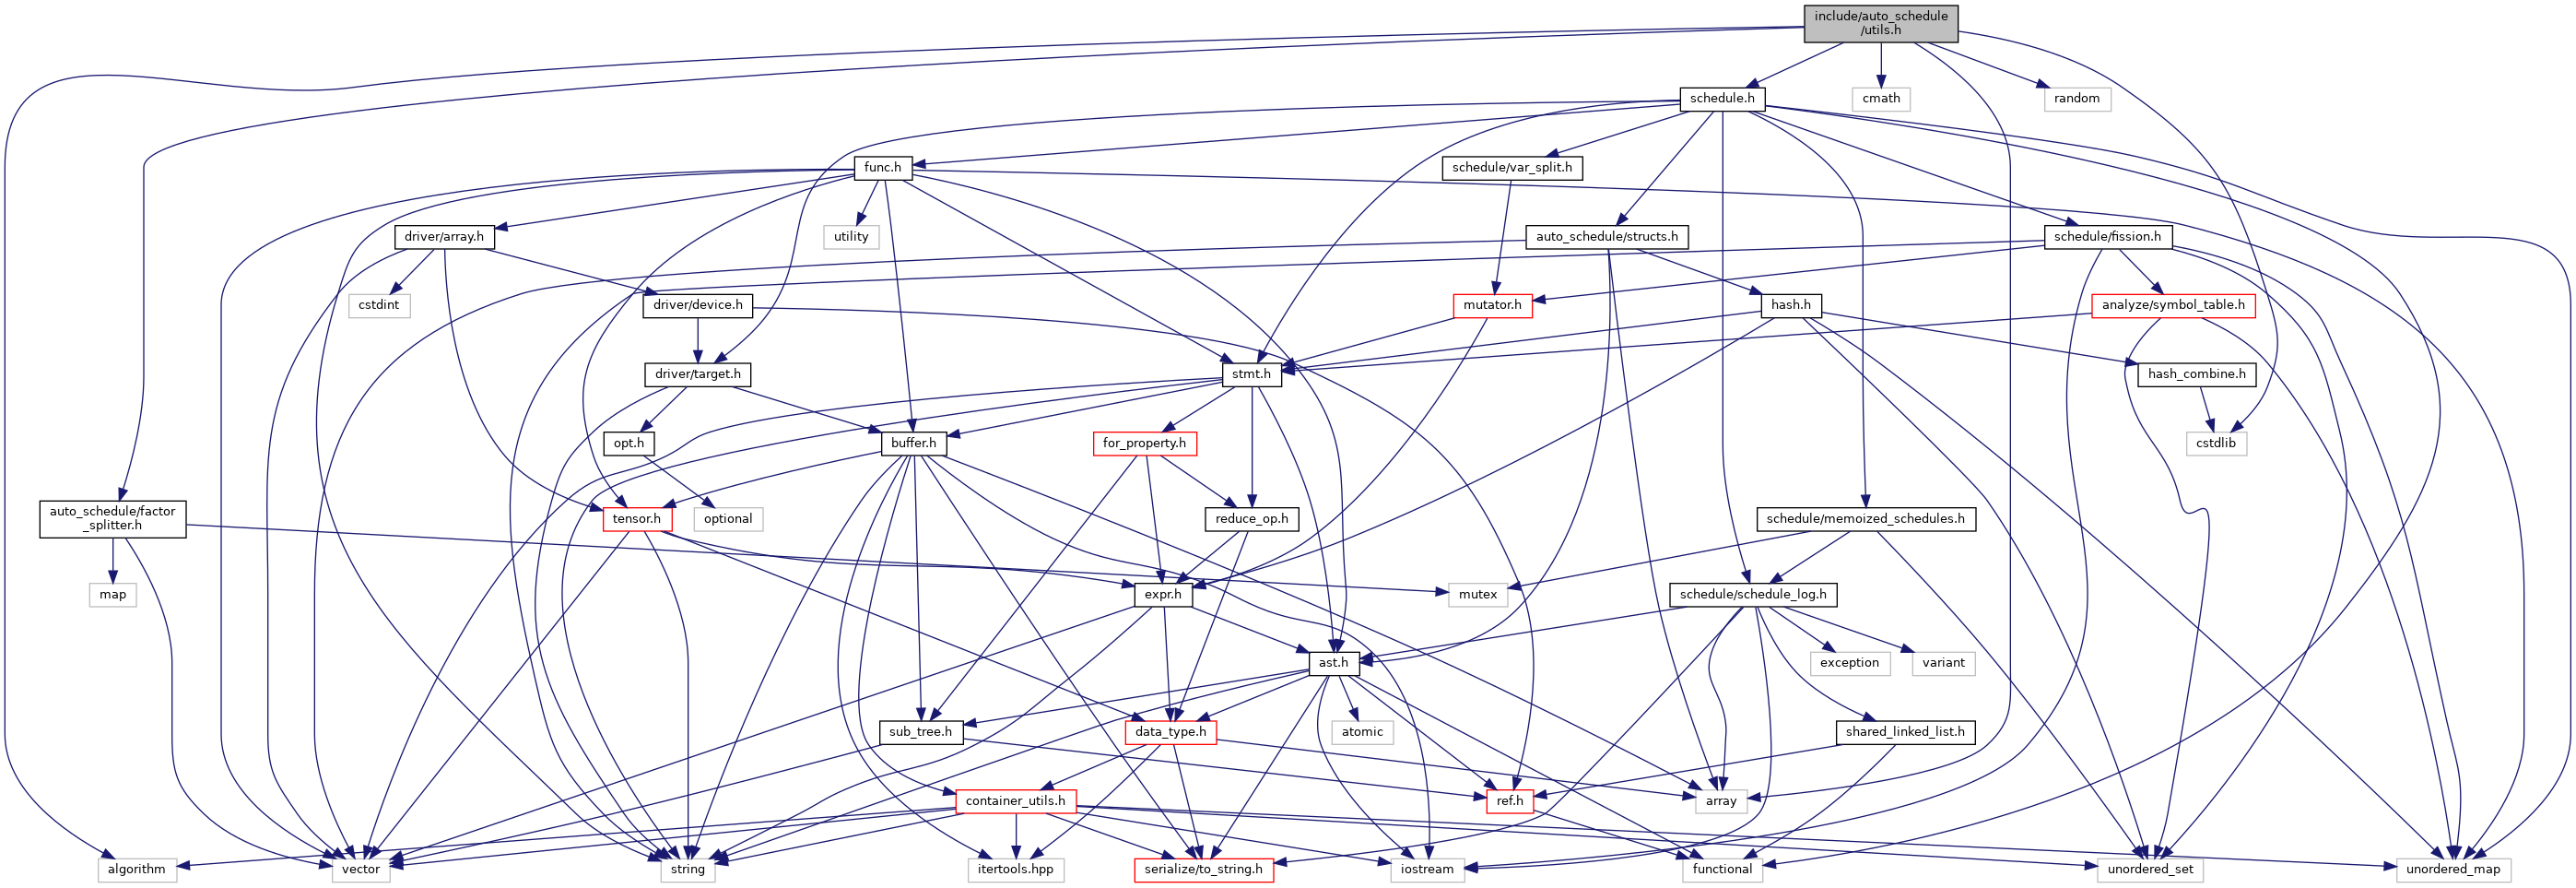 include/auto_schedule
/utils.h
schedule.h
cmath
random
func.h
schedule/var_split.h
driver/array.h
utility
auto_schedule/structs.h
schedule/fission.h
cstdint
driver/device.h
mutator.h
hash.h
analyze/symbol_table.h
driver/target.h
stmt.h
hash_combine.h
opt.h
buffer.h
for_property.h
cstdlib
auto_schedule/factor
_splitter.h
tensor.h
optional
reduce_op.h
schedule/memoized_schedules.h
map
expr.h
mutex
schedule/schedule_log.h
ast.h
exception
variant
sub_tree.h
data_type.h
atomic
shared_linked_list.h
container_utils.h
ref.h
array
algorithm
vector
string
itertools.hpp
serialize/to_string.h
iostream
functional
unordered_set
unordered_map